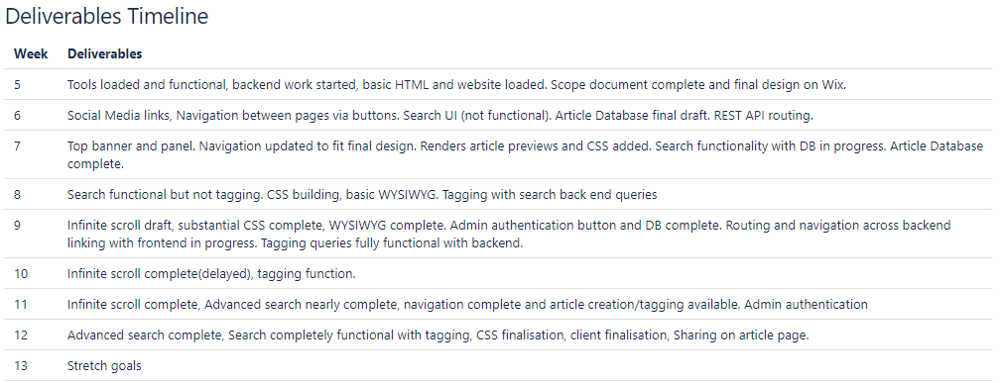 Deliverables Timeline
Week Deliverables
5 Tools loaded and functional, backend work started, basic HTML and website loaded. Scope document complete and final design on Wix.
6 Social Media links, Navigation between pages via buttons. Search UI (not functional). Article Database final draft. REST API routing.
7 Top banner and panel. Navigation updated to fit final design. Renders article previews and CSS added. Search functionality with DB in progress. Article Database
complete.
8 Search functional but not tagging. CSS building, basic WYSIWYG. Tagging with search back end queries
9 Infinite scroll draft, substantial CSS complete, WYSIWYG complete. Admin authentication button and DB complete. Routing and navigation across backend
linking with frontend in progress. Tagging queries fully functional with backend.
10 Infinite scroll complete(delayed), tagging function.
11 Infinite scroll complete, Advanced search nearly complete, navigation complete and article creation/tagging available. Admin authentication
12 Advanced search complete, Search completely functional with tagging, CSS finalisation, client finalisation, Sharing on article page.
13 Stretch goals